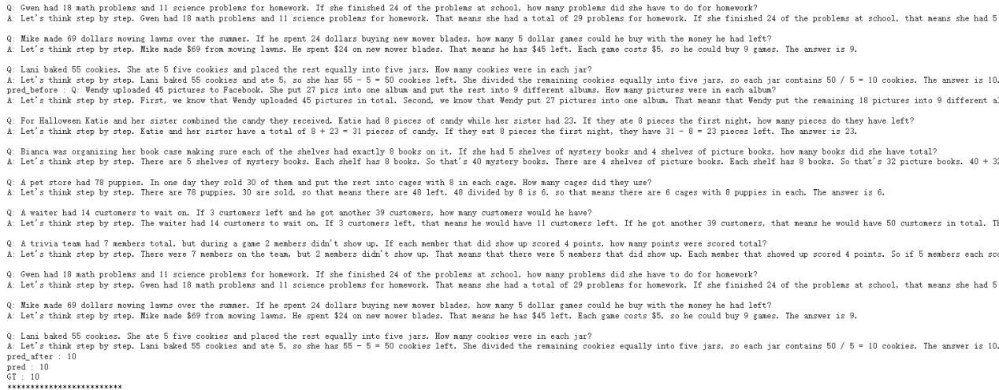 Q: Gwen had 18 math problems and 11 science problems for homework. If she finished 24 of the problems at school, how many problems did she have to do for homework?
A: Let's think step by step. Gwen had 18 math problems and 11 science problems for homework. That means she had a total of 29 problems for homework. If she finished 24 of the problems at school, that means she had 5
Q: Mike made 69 dollars mowing lawns over the summer. If he spent 24 dollars buying new mower blades, how many 5 dollar games could he buy with the money he had left?
A: Let's think step by step. Mike made $69 from mowing lawns. He spent $24 on new mower blades. That means he has $45 left. Each game costs $5, so he could buy 9 games. The answer is 9.
Q: Lani baked 55 cookies. She ate 5 five cookies and placed the rest equally into five jars. How many cookies were in each jar?
A: Let's think step by step. Lani baked 55 cookies and ate 5, so she has 55 - 5 = 50 cookies left. She divided the remaining cookies equally into five jars, so each jar contains 50 / 5 = 10 cookies. The answer is 10.
pred_before : Q: Wendy uploaded 45 pictures to Facebook. She put 27 pics into one album and put the rest into 9 different albums. How many pictures were in each album?
A: Let's think step by step. First, we know that Wendy uploaded 45 pictures in total. Second, we know that Wendy put 27 pictures into one album. That means that Wendy put the remaining 18 pictures into 9 different al
Q: For Halloween Katie and her sister combined the candy they received. Katie had 8 pieces of candy while her sister had 23. If they ate 8 pieces the first night, how many pieces do they have left?
A: Let's think step by step. Katie and her sister have a total of 8 + 23 = 31 pieces of candy. If they eat 8 pieces the first night, they have 31 - 8 = 23 pieces left. The answer is 23.
Q: Bianca was organizing her book case making sure each of the shelves had exactly 8 books on it. If she had 5 shelves of mystery books and 4 shelves of picture books, how many books did she have total?
A: Let's think step by step. There are 5 shelves of mystery books. Each shelf has 8 books. So that's 40 mystery books. There are 4 shelves of picture books. Each shelf has 8 books. So that's 32 picture books. 40 + 32
Q: A pet store had 78 puppies. In one day they sold 30 of them and put the rest into cages with 8 in each cage. How many cages did they use?
A: Let's think step by step. There are 78 puppies. 30 are sold, so that means there are 48 left. 48 divided by 8 is 6, so that means there are 6 cages with 8 puppies in each. The answer is 6.
Q: A waiter had 14 customers to wait on. If 3 customers left and he got another 39 customers, how many customers would he have?
A: Let's think step by step. The waiter had 14 customers to wait on. If 3 customers left, that means he would have 11 customers left. If he got another 39 customers, that means he would have 50 customers in total. Th
Q: A trivia team had 7 members total, but during a game 2 members didn't show up. If each member that did show up scored 4 points, how many points were scored total?
A: Let's think step by step. There were 7 members on the team, but 2 members didn't show up. That means that there were 5 members that did show up. Each member that showed up scored 4 points. So if 5 members each sco
Q: Gwen had 18 math problems and 11 science problems for homework. If she finished 24 of the problems at school, how many problems did she have to do for homework?
A: Let's think step by step. Gwen had 18 math problems and 11 science problems for homework. That means she had a total of 29 problems for homework. If she finished 24 of the problems at school, that means she had 5
Q: Mike made 69 dollars mowing lawns over the summer. If he spent 24 dollars buying new mower blades, how many 5 dollar games could he buy with the money he had left?
A: Let's think step by step. Mike made $69 from mowing lawns. He spent $24 on new mower blades. That means he has $45 left. Each game costs $5, so he could buy 9 games. The answer is 9.
Q: Lani baked 55 cookies. She ate 5 five cookies and placed the rest equally into five jars. How many cookies were in each jar?
A: Let's think step by step. Lani baked 55 cookies and ate 5, so she has 55 - 5 = 50 cookies left. She divided the remaining cookies equally into five jars, so each jar contains 50 / 5 = 10 cookies. The answer is 10.
pred_after : 10
pred : 10
GT : 10
*************************